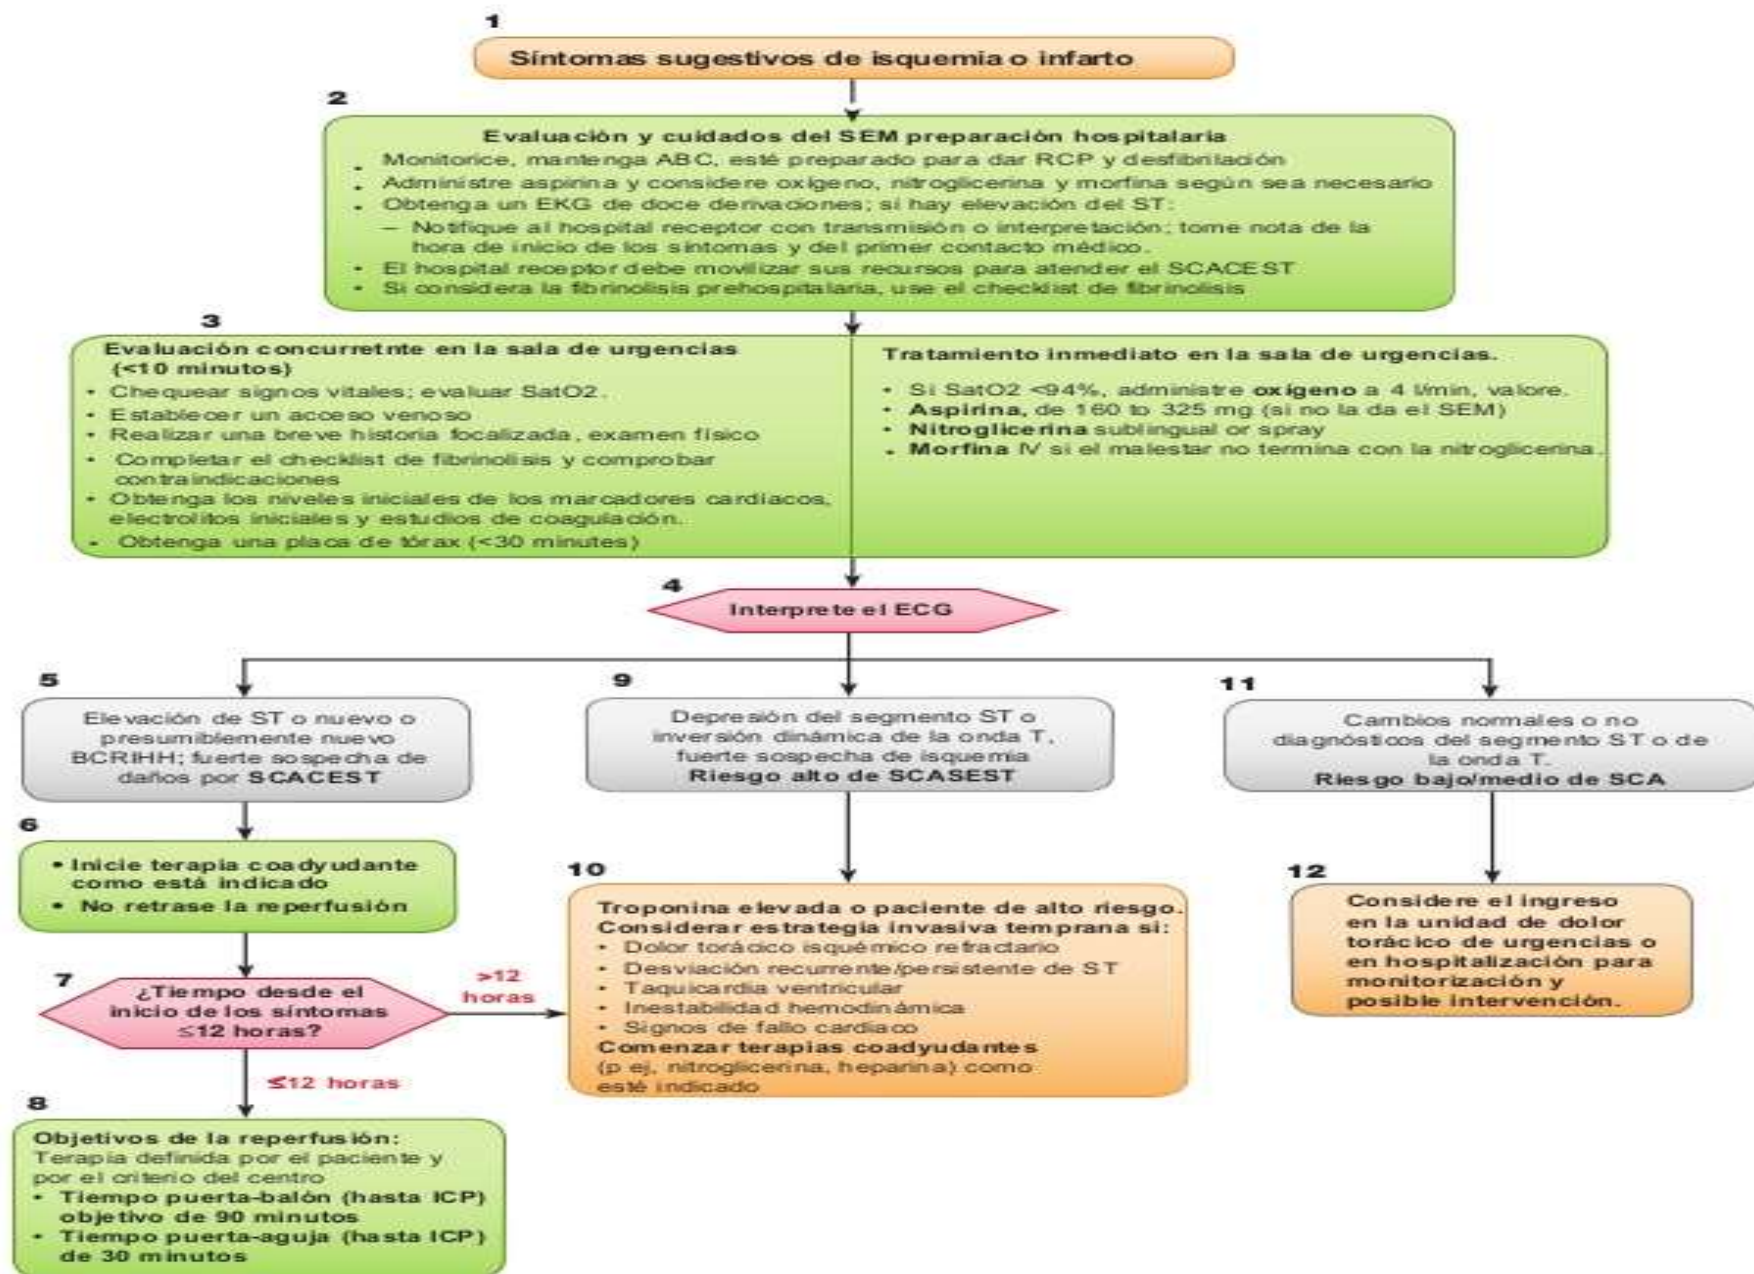 1
Síntomas sugestivos de isquemia o infarto
2
Evaluación y cuidados del SEM preparación hospitalaria
. Monitorice, mantenga ABC, esté preparado para dar RCP y desfibrilación
• Administre aspirina y considere oxígeno, nitroglicerina y morfina según sea necesario
• Obtenga un EKG de doce derivaciones; si hay elevación del ST:
– Notifique al hospital receptor con transmisión o interpretación; tome nota de la
hora de inicio de los síntomas y del primer contacto médico.
• El hospital receptor debe movilizar sus recursos para atender el SCACEST
• Si considera la fibrinolisis prehospitalaria, use el checklist de fibrinolisis
3
Evaluación concurretnte en la sala de urgencias
(<10 minutos)
• Chequear signos vitales; evaluar SatO2.
• Establecer un acceso venoso
• Realizar una breve historia focalizada, examen físico
• Completar el checklist de fibrinolisis y comprobar
contraindicaciones
• Obtenga los niveles iniciales de los marcadores cardíacos,
electrolitos iniciales y estudios de coagulación.
• Obtenga una placa de tórax (<30 minutes)
Tratamiento inmediato en la sala de urgencias.
• Si SatO2 <94%, administre oxígeno a 4 l/min, valore.
• Aspirina, de 160 to 325 mg (si no la da el SEM)
• Nitroglicerina sublingual or spray
• Morfina IV si el malestar no termina con la nitroglicerina.
4
Interprete el ECG
5
Elevación de ST o nuevo o
presumiblemente nuevo
BCRIHH; fuerte sospecha de
daños por SCACEST
6
• Inicie terapia coadyudante
como está indicado
• No retrase la reperfusión
7
¿Tiempo desde el
inicio de los síntomas
≤12 horas?
>12
horas
≤12 horas
8
Objetivos de la reperfusión:
Terapia definida por el paciente y
por el criterio del centro
• Tiempo puerta-balón (hasta ICP)
objetivo de 90 minutos
• Tiempo puerta-aguja (hasta ICP)
de 30 minutos
9
Depresión del segmento ST o
inversión dinámica de la onda T,
fuerte sospecha de isquemia
Riesgo alto de SCASEST
10
Troponina elevada o paciente de alto riesgo.
Considerar estrategia invasiva temprana si:
• Dolor torácico isquémico refractario
• Desviación recurrente/persistente de ST
• Taquicardia ventricular
• Inestabilidad hemodinámica
• Signos de fallo cardiaco
Comenzar terapias coadyudantes
(p ej, nitroglicerina, heparina) como
esté indicado
11
Cambios normales o no
diagnósticos del segmento ST o de
la onda T.
Riesgo bajo/medio de SCA
12
Considere el ingreso
en la unidad de dolor
torácico de urgencias o
en hospitalización para
monitorización y
posible intervención.